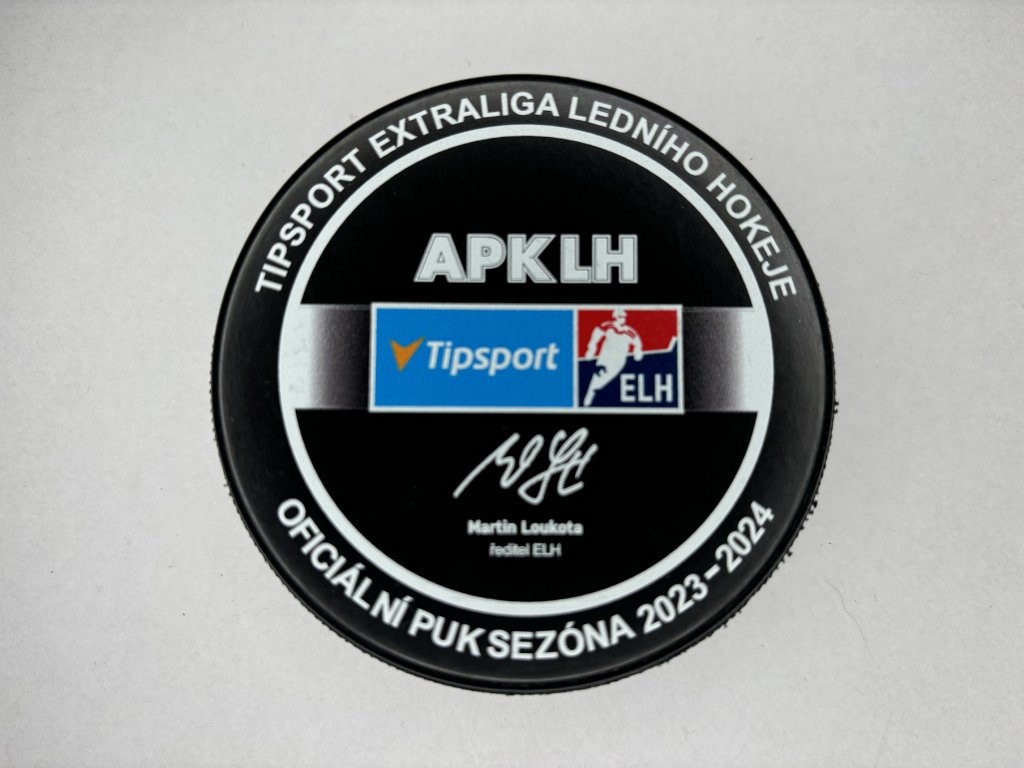 TIPSPORT EXTRALIGA LEDNÍHO HOKEJE
APKLH
Tipsport
ELH
Martin Loukota
ředitel ELH
OFICIÁLNÍ PUK SEZÓNA 2023-2024